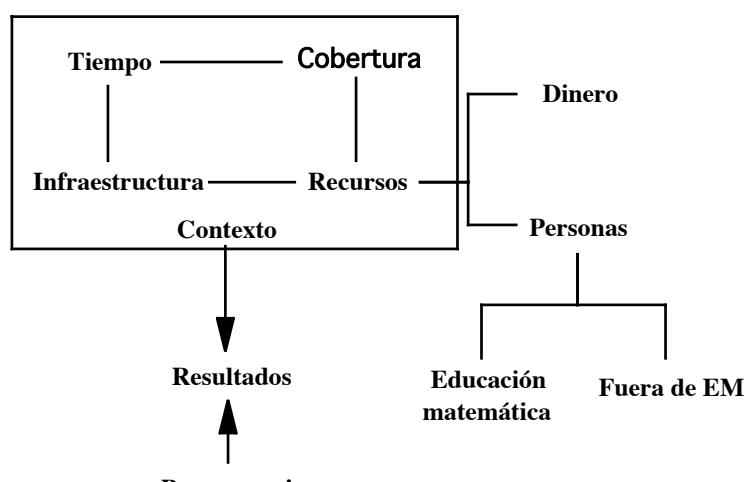 Tiempo
Cobertura
Dinero
Infraestructura
Recursos
Contexto
Personas
Resultados
Educación
matemática
Fuera de EM